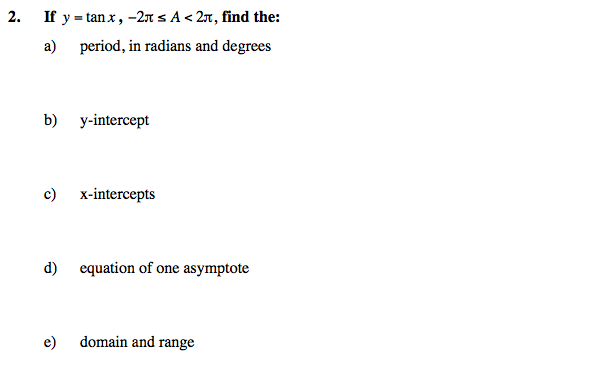 2. If y = tan x, −2π ≤ A < 2π, find the:
a) period, in radians and degrees
b) y-intercept
c) x-intercepts
d) equation of one asymptote
e) domain and range